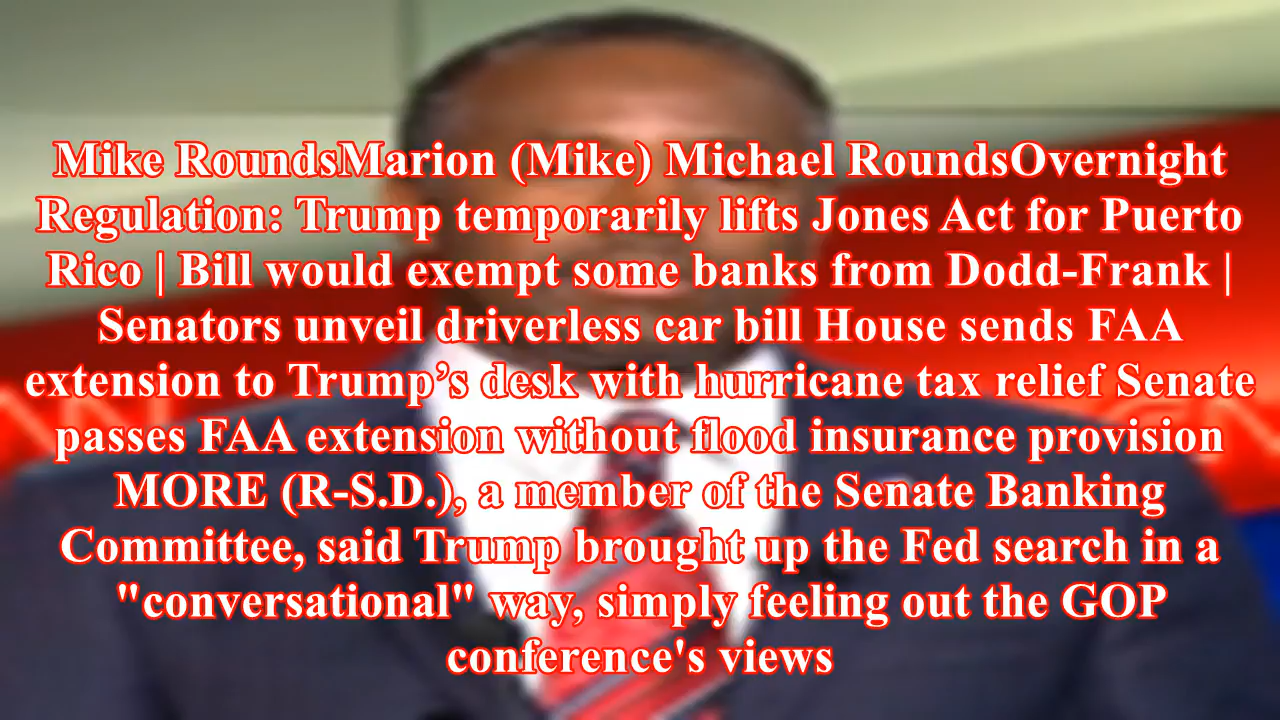 Mike RoundsMarion (Mike) Michael RoundsOvernight
Regulation: Trump temporarily lifts Jones Act for Puerto
Rico | Bill would exempt some banks from Dodd-Frank |
Senators unveil driverless car bill House sends FAA
extension to Trump’s desk with hurricane tax relief Senate
passes FAA extension without flood insurance provision
MORE (R-S.D.), a member of the Senate Banking
Committee, said Trump brought up the Fed search in a
"conversational" way, simply feeling out the GOP
conference's views